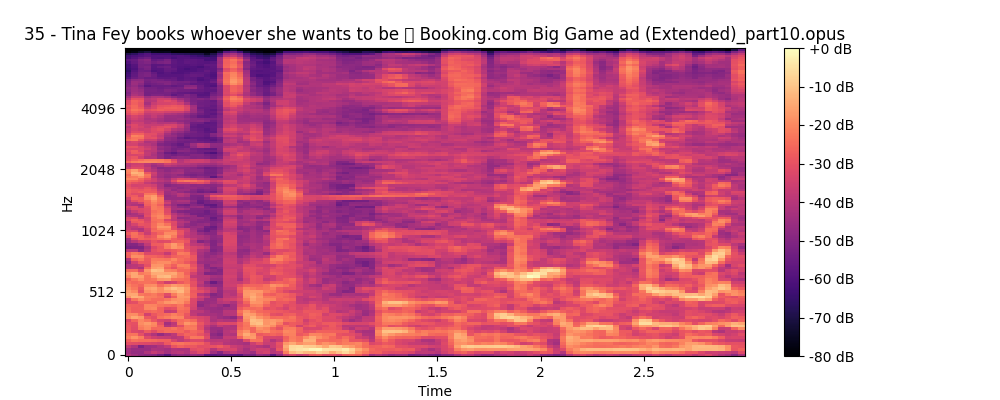 35 - Tina Fey books whoever she wants to be ▯ Booking.com Big Game ad (Extended)_part10.opus
+0 dB
-10 dB
-20 dB
-30 dB
-40 dB
-50 dB
-60 dB
-70 dB
-80 dB
4096
2048
1024
512
0
Hz
0 0.5 1 1.5 2 2.5
Time